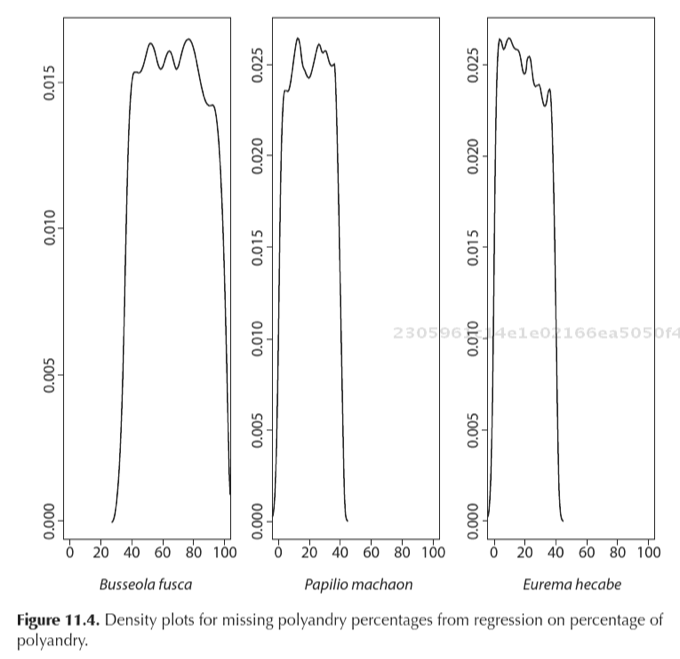 0.015
0.010
0.005
0.000
0 20 40 60 80 100
Busseola fusca
0.025
0.020
0.015
0.010
0.005
0.000
0 20 40 60 80 100
Papilio machaon
0.025
0.020
0.015
0.010
0.005
0.000
0 20 40 60 80 100
Eurema hecabe
Figure 11.4. Density plots for missing polyandry percentages from regression on percentage of
polyandry.